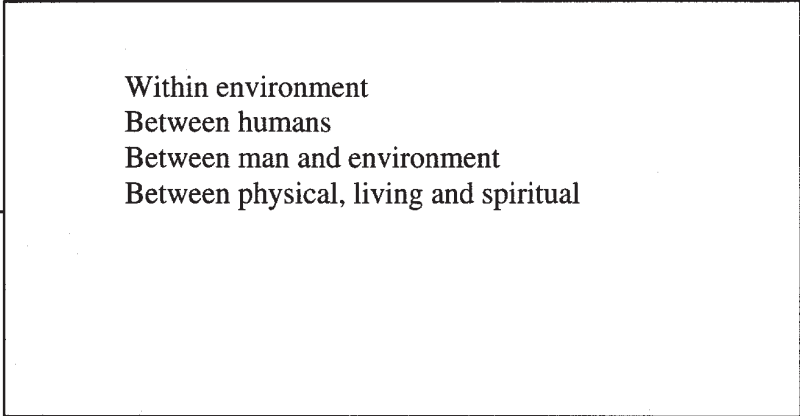 Within environment
Between humans
Between man and environment
Between physical, living and spiritual